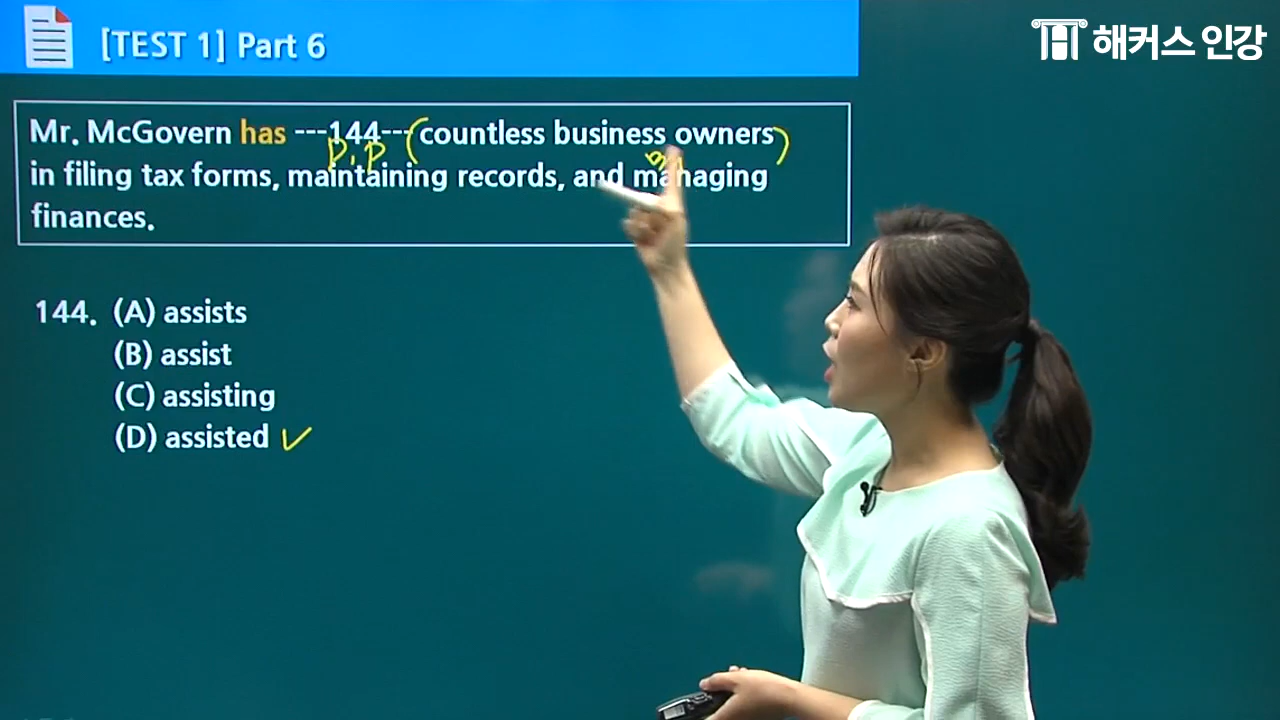 [TEST 1] Part 6
해커스 인강
Mr. McGovern has ---144--- (countless business owners)
p.p
in filing tax forms, maintaining records, and managing
finances.
144. (A) assists
(B) assist
(C) assisting
(D) assisted ✓